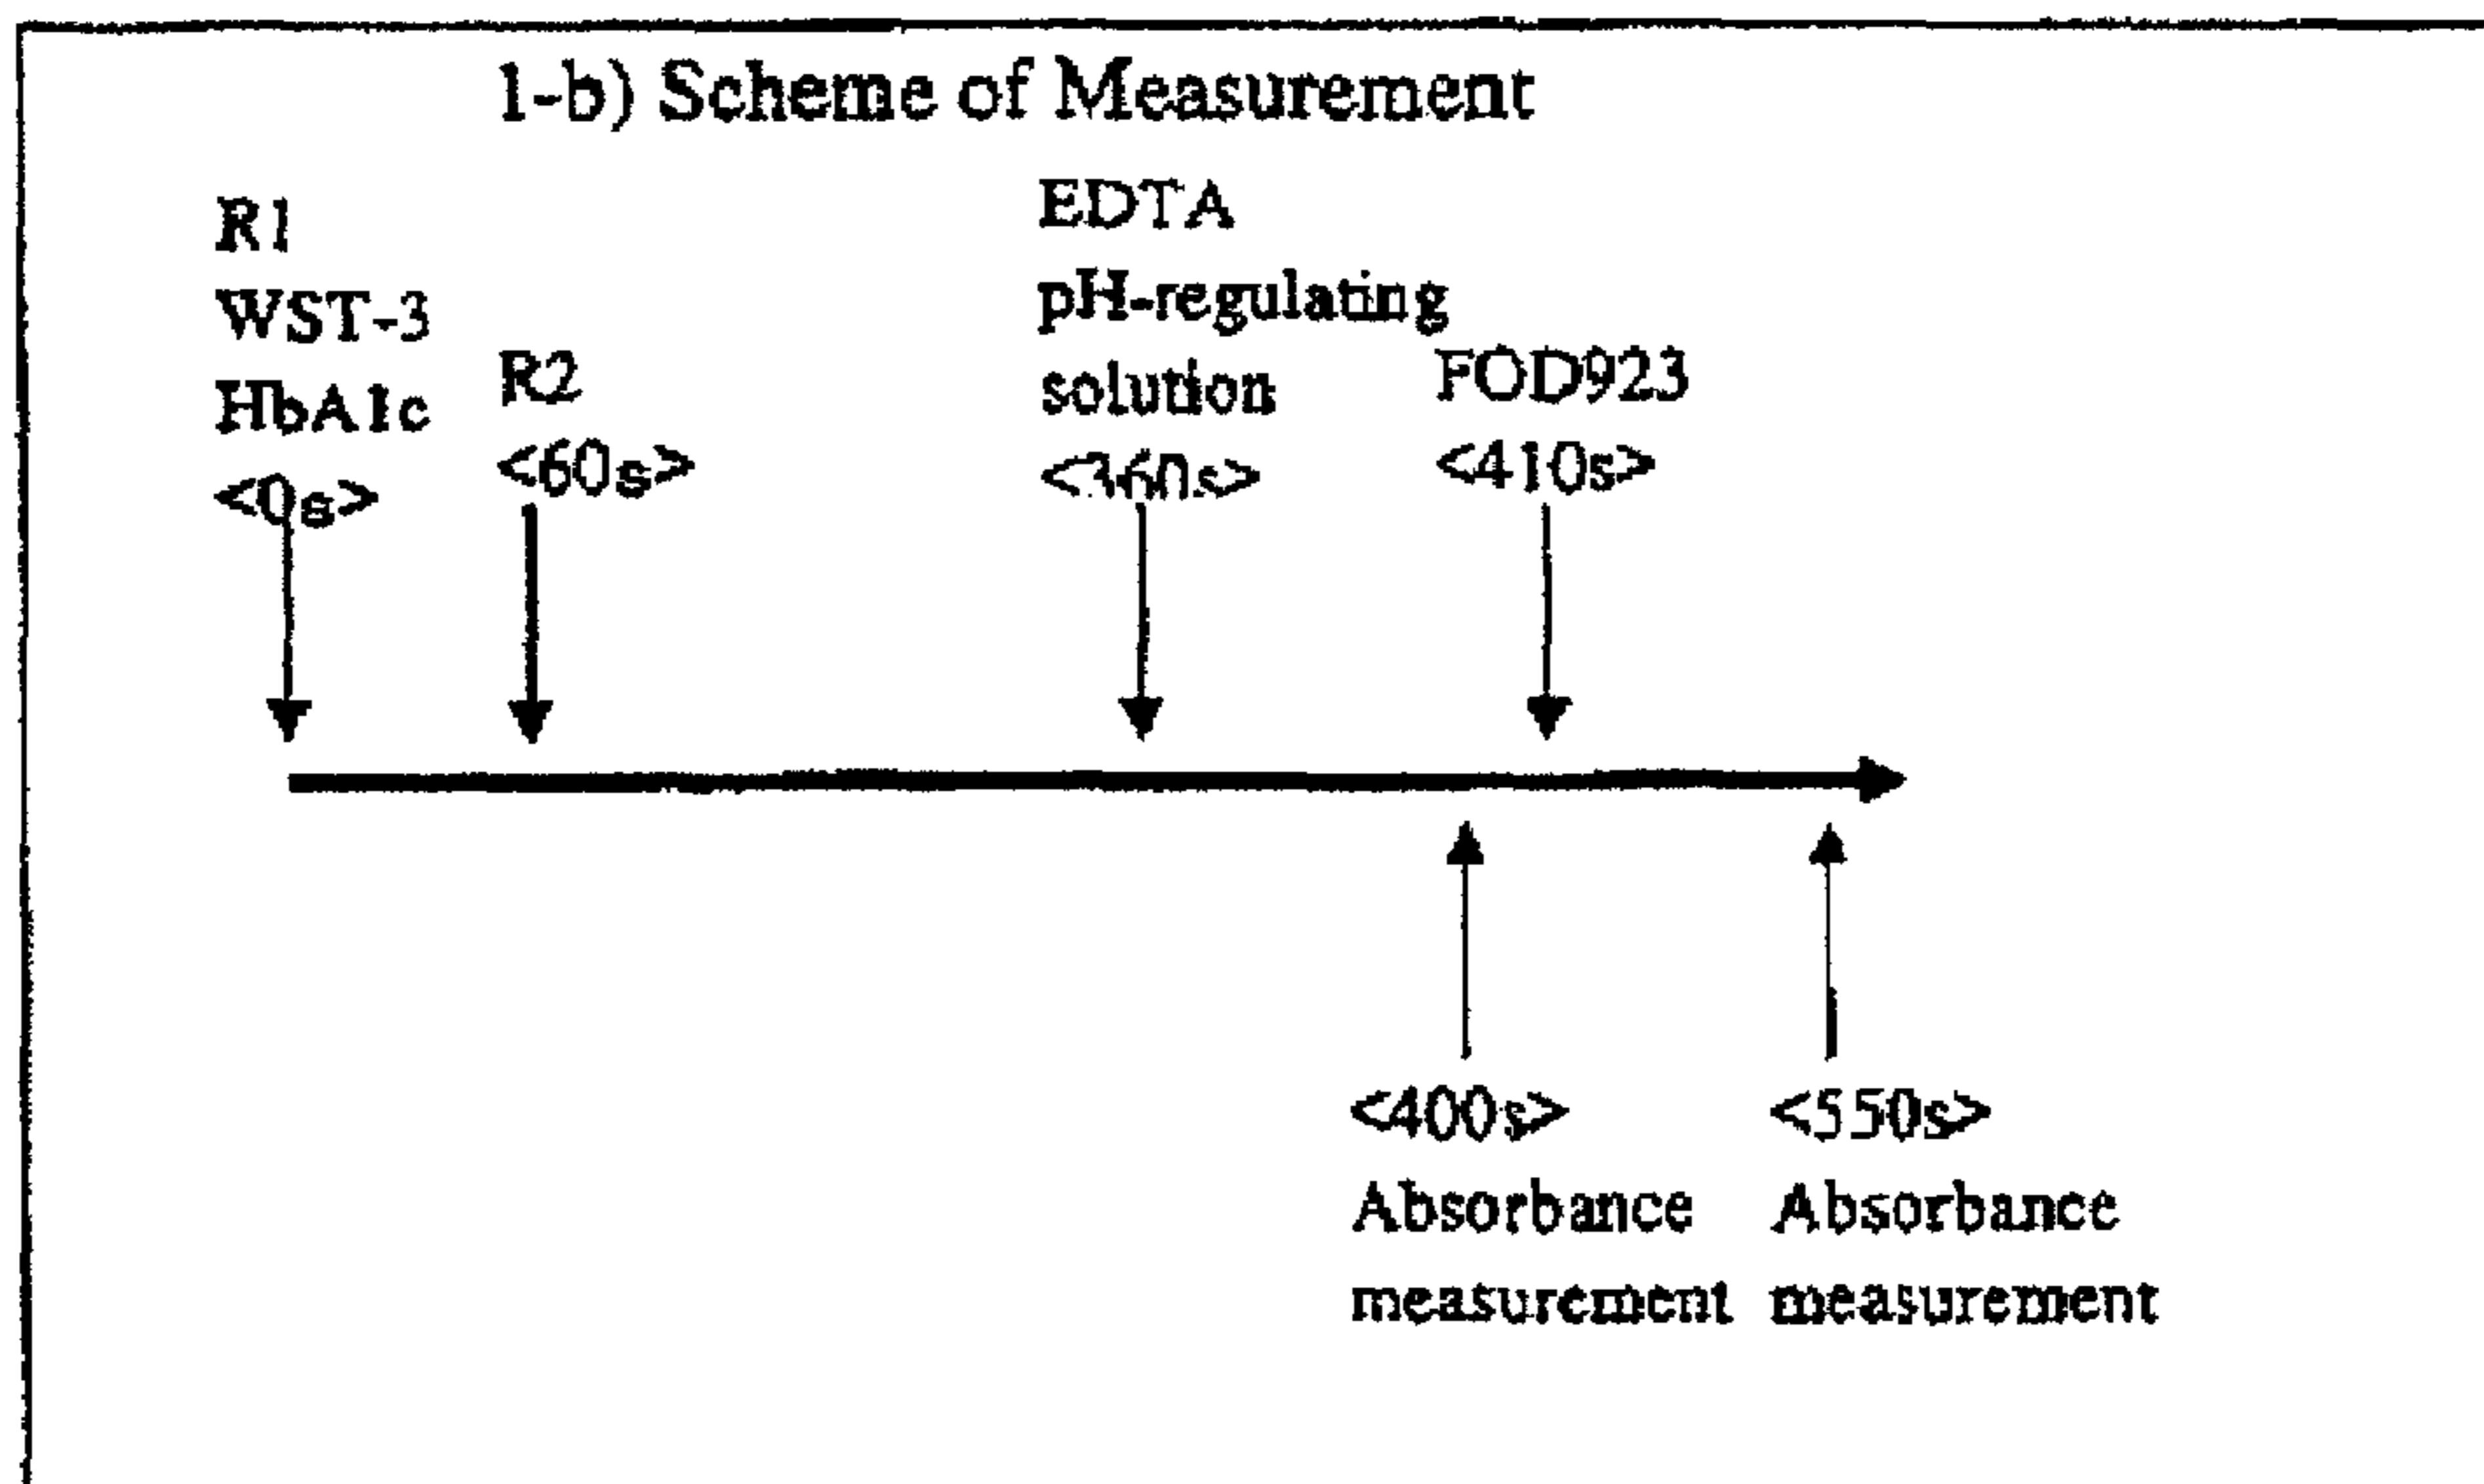 1-b) Scheme of Measurement
R1
WST-3
HbA1c
<0s>
R2
<60s>
EDTA
pH-regulating
solution
<360s>
FOD923
<410s>
<400s>
Absorbance
measurement
<550s>
Absorbance
measurement